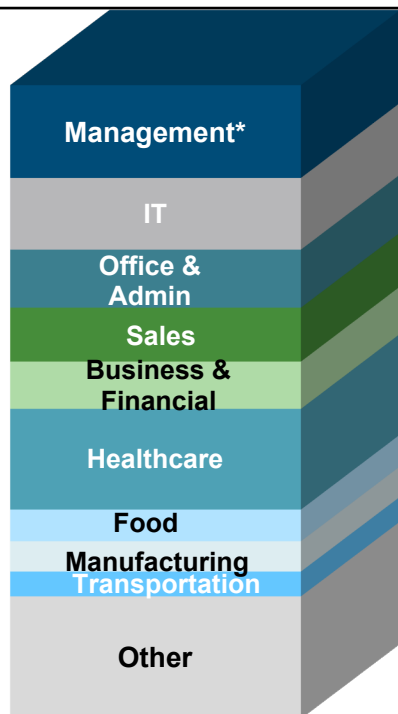 Management*
IT
Office &
Admin
Sales
Business &
Financial
Healthcare
Food
Manufacturing
Transportation
Other